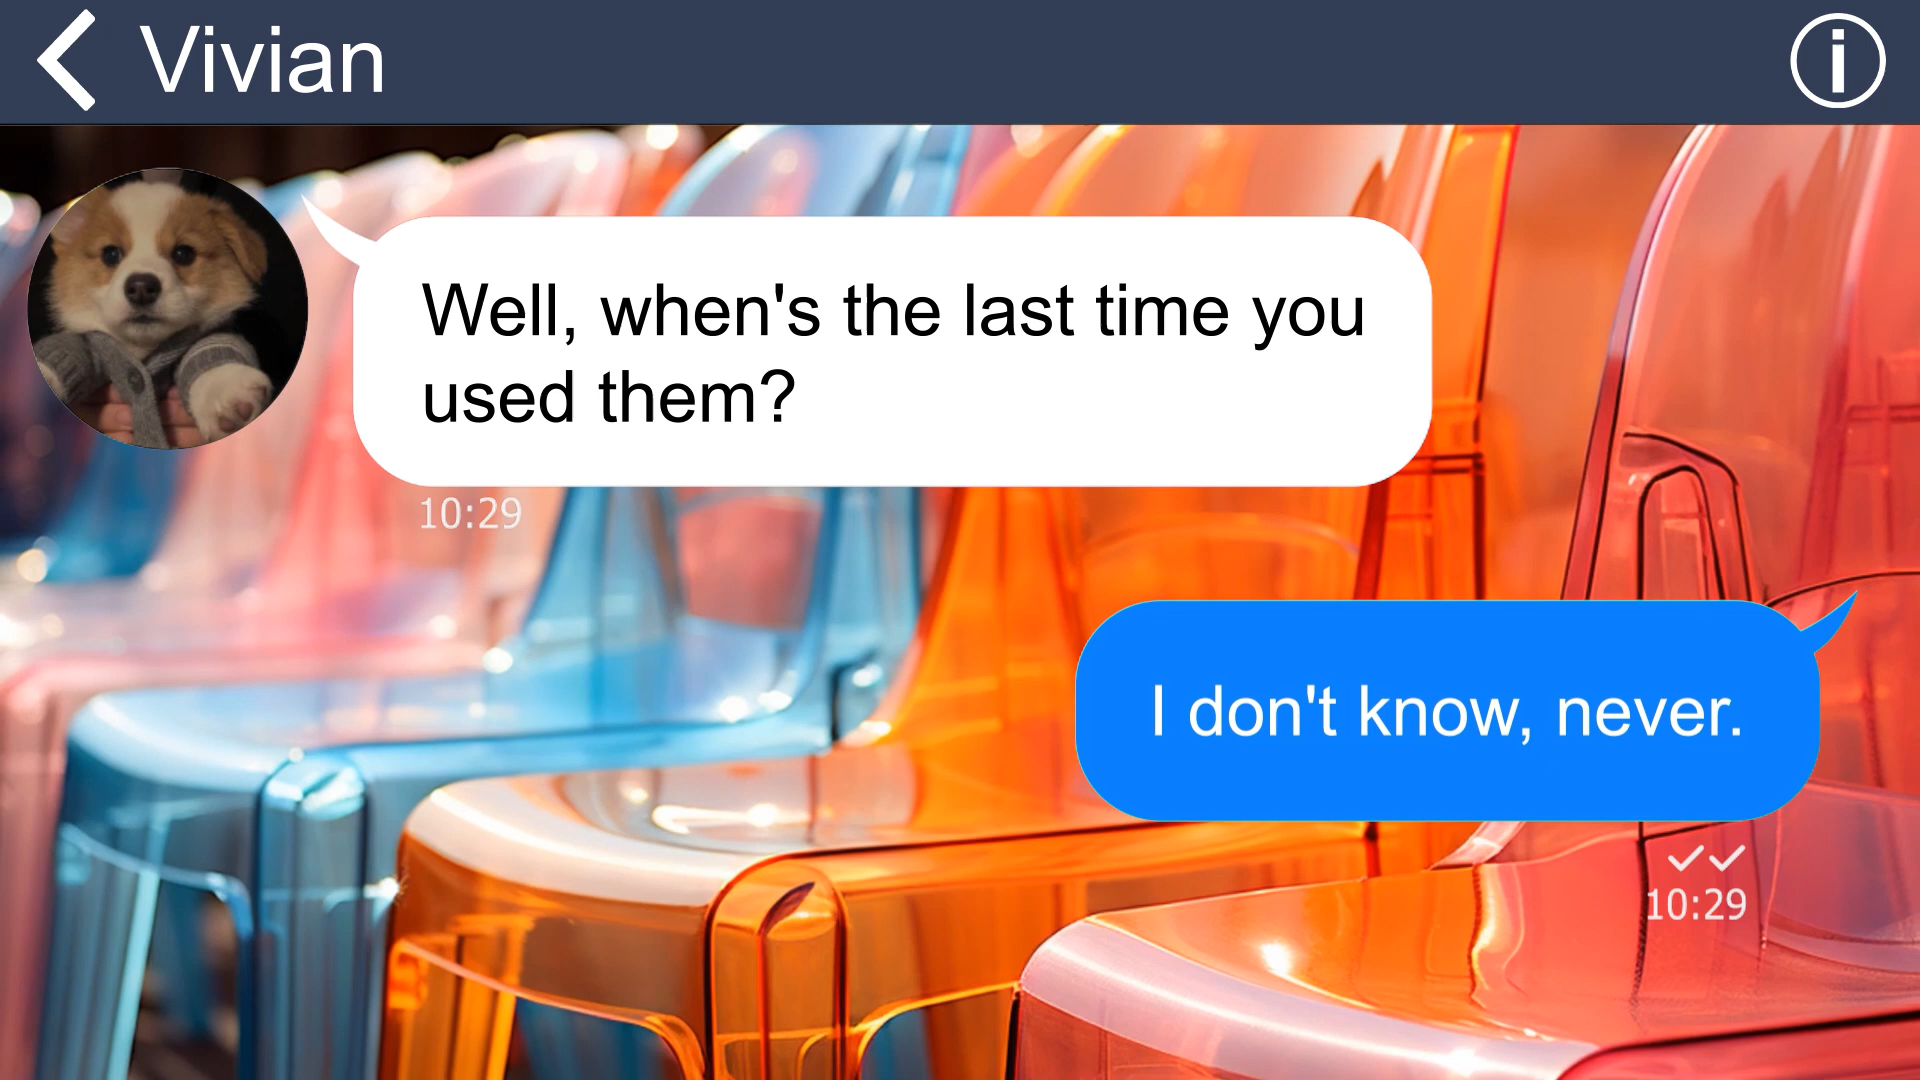 Vivian
Well, when's the last time you
used them?
10:29
I don't know, never.
10:29